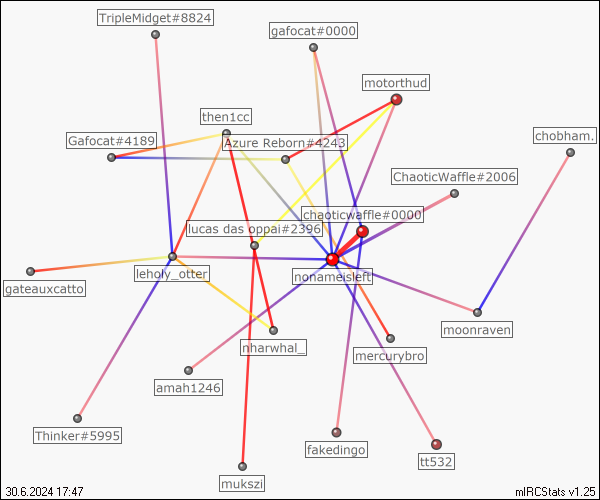 TripleMidget#8824
gafocat#0000
motorthud
then1cc
Gafocat#4189
Azure Reborn#4243
chobham.
ChaoticWaffle#2006
chaoticwaffle#0000
lucas das oppai#2396
leholy_otter
nonameisleft
gateauxcatto
moonraven
nharwhal_
mercurybro
amah1246
Thinker#5995
fakedingo
tt532
mukszi
30.6.2024 17:47
mIRCStats v1.25